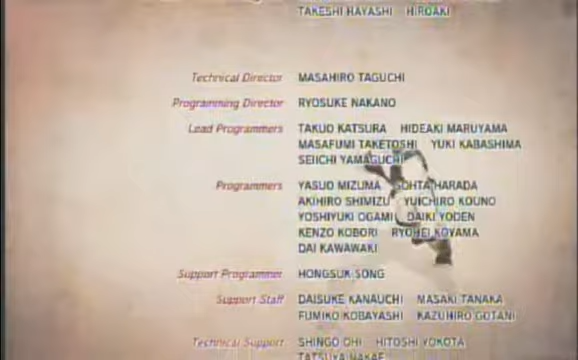 TAKESHI HAYASHI HIROAKI
Technical Director MASAHIRO TAGUCHI
Programming Director RYOSUKE NAKANO
Lead Programmers TAKUO KATSURA HIDEAKI MARUYAMA
MASAFUMI TAKETOSHI YUKI KABASHIMA
SEIICHI YAMAGUCHI
Programmers YASUO MIZUMA SOHTA HARADA
AKIHIRO SHIMIZU YUICHIRO KOUNO
YOSHIYUKI OGAMI DAIKI YODEN
KENZO KOBORI RYOHEI KOYAMA
DAI KAWAWAKI
Support Programmer HONGSUK SONG
Support Staff DAISUKE KANAUCHI MASAKI TANAKA
FUMIKO KOBAYASHI KAZUHIRO GOTANI
Technical Support SHINGO OHI HITOSHI YOKOTA
TATSUYA NAKAE